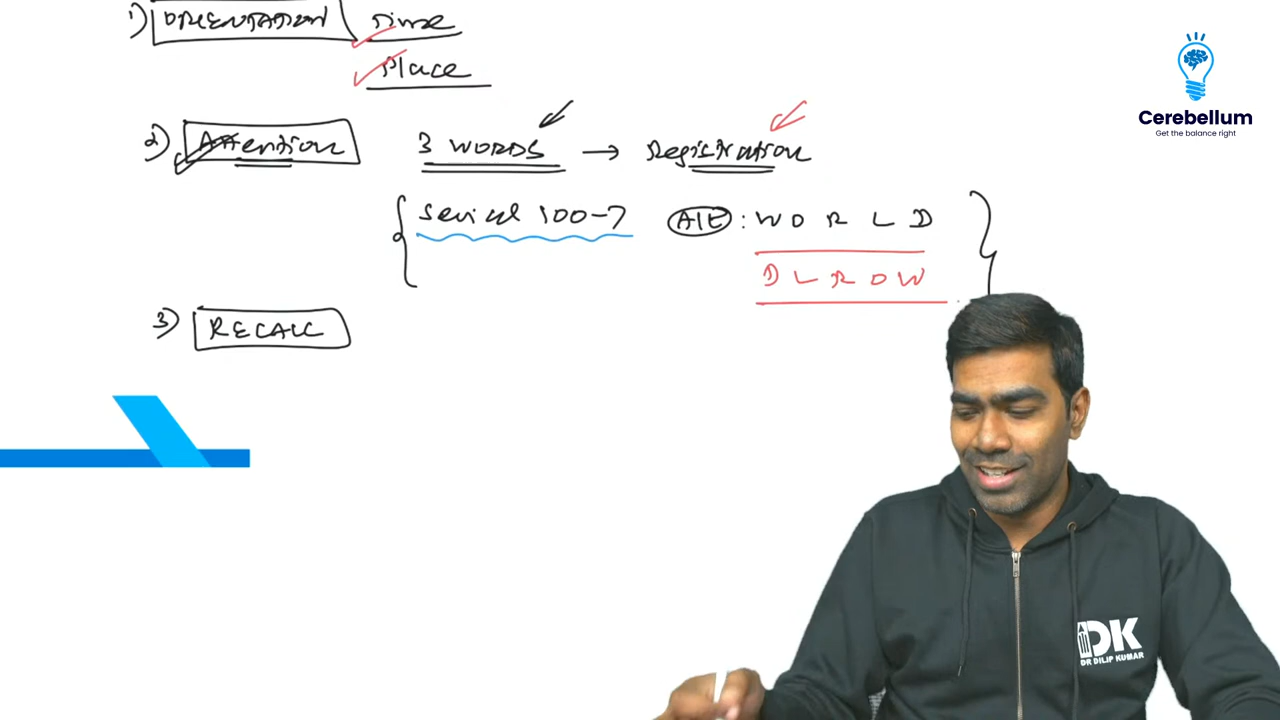 1) ORIENTATION Time
Place
2) Attention 3 WORDS → Registration
{ Serial 100-7 A/E : W O R L D }
D L R O W
3) RECALL
Cerebellum
Get the balance right
DK
DR DILIP KUMAR